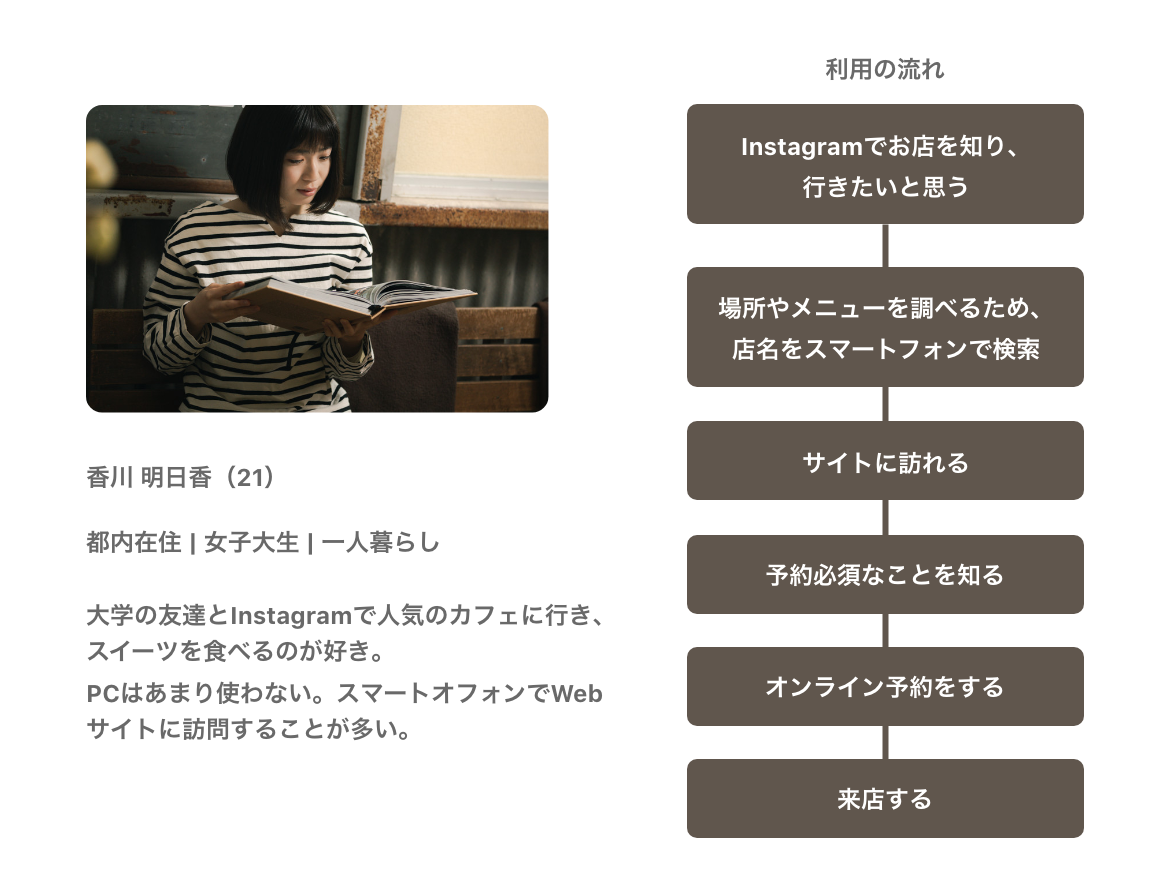 香川 明日香（21）
都内在住 | 女子大生 | 一人暮らし
大学の友達とInstagramで人気のカフェに行き、
スイーツを食べるのが好き。
PCはあまり使わない。スマートオフォンでWeb
サイトに訪問することが多い。
利用の流れ
Instagramでお店を知り、
行きたいと思う
場所やメニューを調べるため、
店名をスマートフォンで検索
サイトに訪れる
予約必須なことを知る
オンライン予約をする
来店する